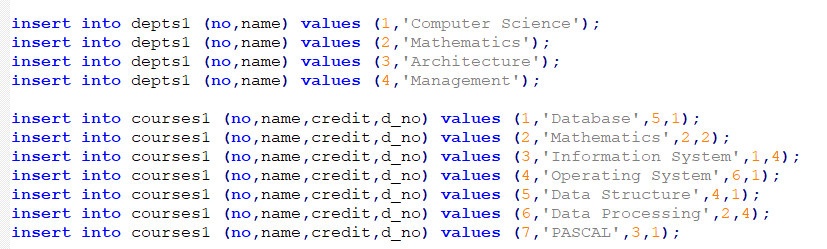 insert into depts1 (no,name) values (1,'Computer Science');
insert into depts1 (no,name) values (2,'Mathematics');
insert into depts1 (no,name) values (3,'Architecture');
insert into depts1 (no,name) values (4,'Management');
insert into courses1 (no,name,credit,d_no) values (1,'Database',5,1);
insert into courses1 (no,name,credit,d_no) values (2,'Mathematics',2,2);
insert into courses1 (no,name,credit,d_no) values (3,'Information System',1,4);
insert into courses1 (no,name,credit,d_no) values (4,'Operating System',6,1);
insert into courses1 (no,name,credit,d_no) values (5,'Data Structure',4,1);
insert into courses1 (no,name,credit,d_no) values (6,'Data Processing',2,4);
insert into courses1 (no,name,credit,d_no) values (7,'PASCAL',3,1);